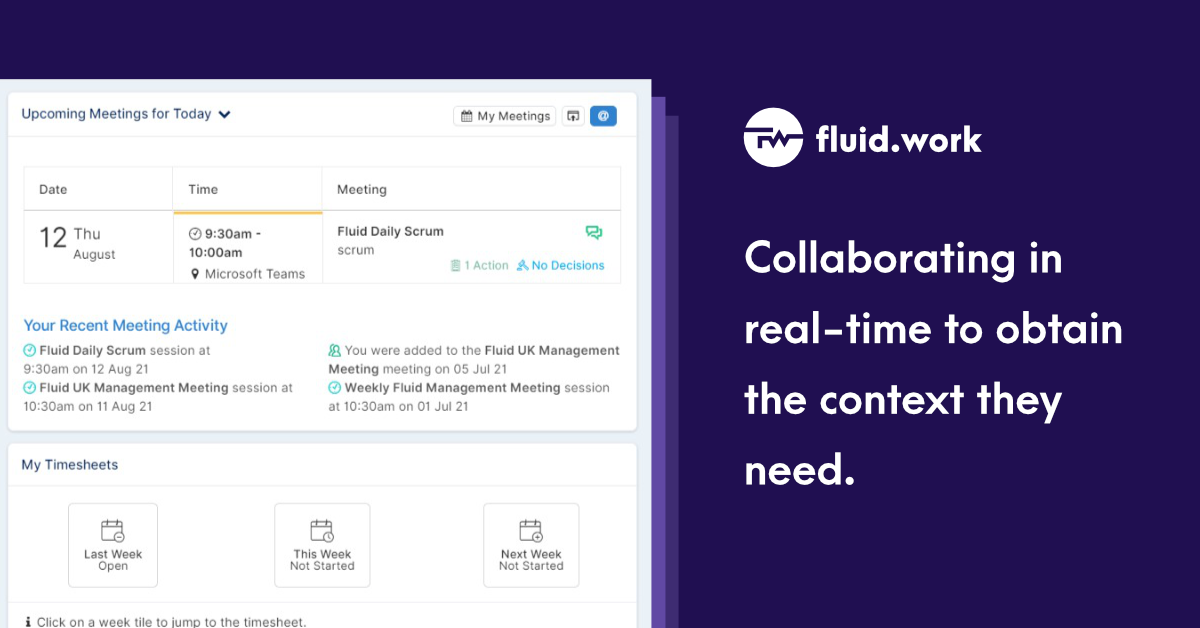 Upcoming Meetings for Today
My Meetings
@
Date
Time
Meeting
12 Thu
August
9:30am -
10:00am
Microsoft Teams
Fluid Daily Scrum
scrum
1 Action
No Decisions
Your Recent Meeting Activity
Fluid Daily Scrum session at
9:30am on 12 Aug 21
Fluid UK Management Meeting session at
10:30am on 11 Aug 21
You were added to the Fluid UK Management
Meeting meeting on 05 Jul 21
Weekly Fluid Management Meeting session
at 10:30am on 01 Jul 21
My Timesheets
Last Week
Open
This Week
Not Started
Next Week
Not Started
Click on a week tile to jump to the timesheet.
FW
fluid.work
Collaborating in
real-time to obtain
the context they
need.